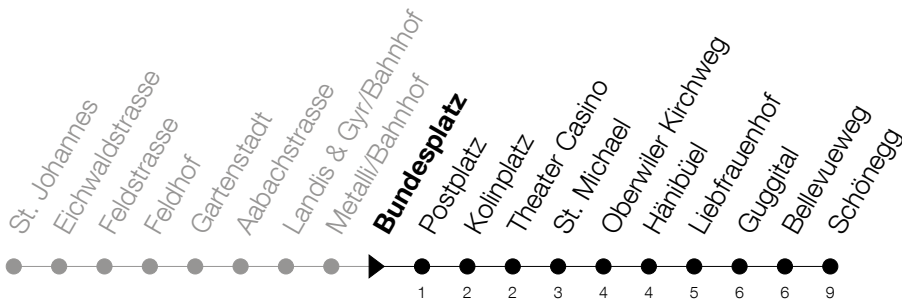 St. Johannes
Eichwaldstrasse
Feldstrasse
Feldhof
Gartenstadt
Aabachstrasse
Landis & Gyr/Bahnhof
Metalli/Bahnhof
Bundesplatz
Postplatz
Kolinplatz
Theater Casino
St. Michael
Oberwiler Kirchweg
Hänibüel
Liebfrauenhof
Guggital
Bellevueweg
Schönegg
1 2 2 3 4 4 5 6 6 9